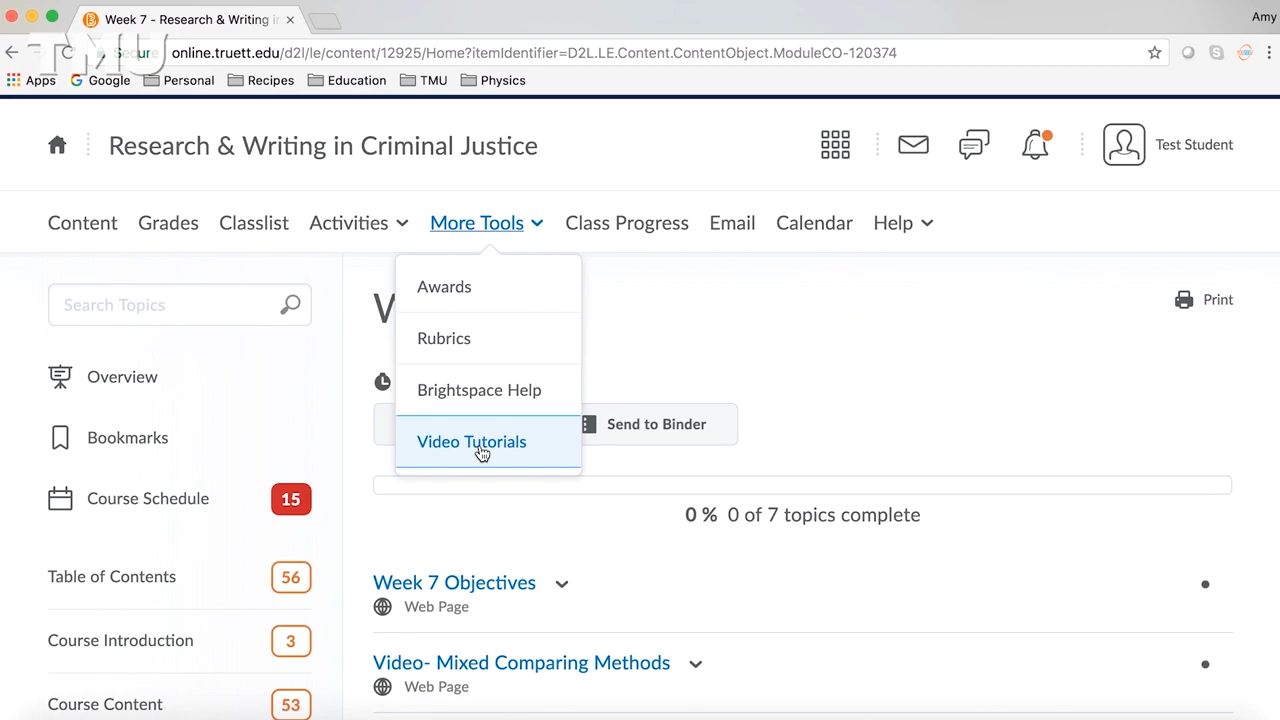 Week 7 - Research & Writing in
Amy
TMU
Secure
online.truett.edu/d2l/le/content/12925/Home?itemIdentifier=D2L.LE.Content.ContentObject.ModuleCO-120374
Apps Google Personal Recipes Education TMU Physics
Research & Writing in Criminal Justice
Test Student
Content Grades Classlist Activities More Tools Class Progress Email Calendar Help
Awards
Rubrics
Brightspace Help
Video Tutorials
Search Topics
Print
Overview
Bookmarks
Send to Binder
Course Schedule 15
0 % 0 of 7 topics complete
Table of Contents 56
Week 7 Objectives
Web Page
Course Introduction 3
Video- Mixed Comparing Methods
Web Page
Course Content 53